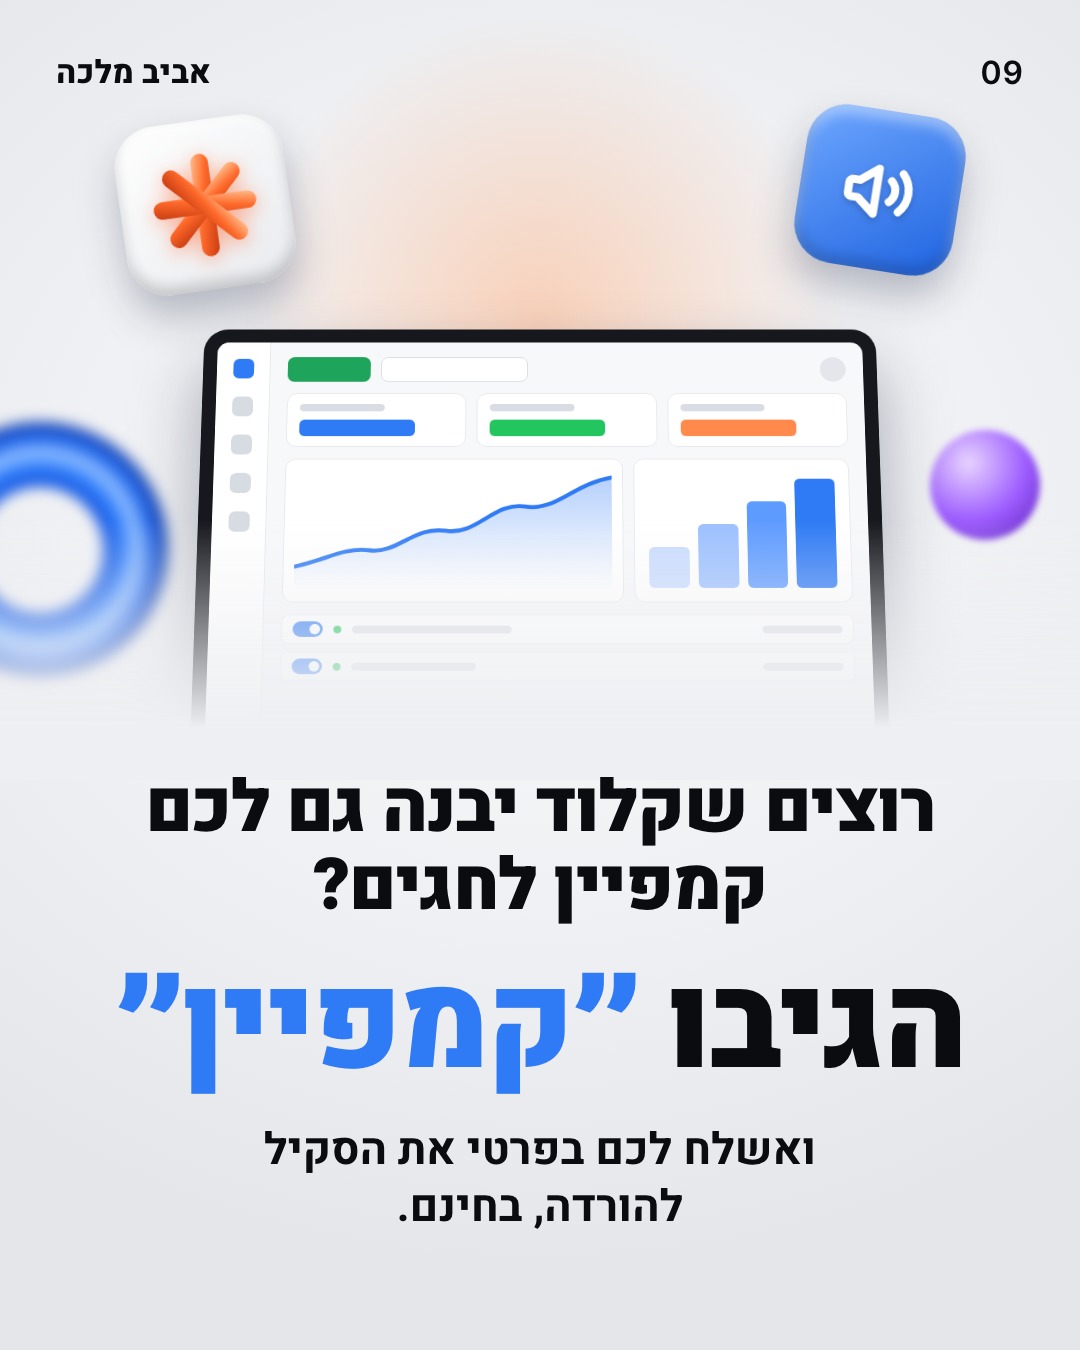 אביב מלכה
09
רוצים שקלוד יבנה גם לכם
קמפיין לחגים?
הגיבו ”קמפיין”
ואשלח לכם בפרטי את הסקיל
להורדה, בחינם.